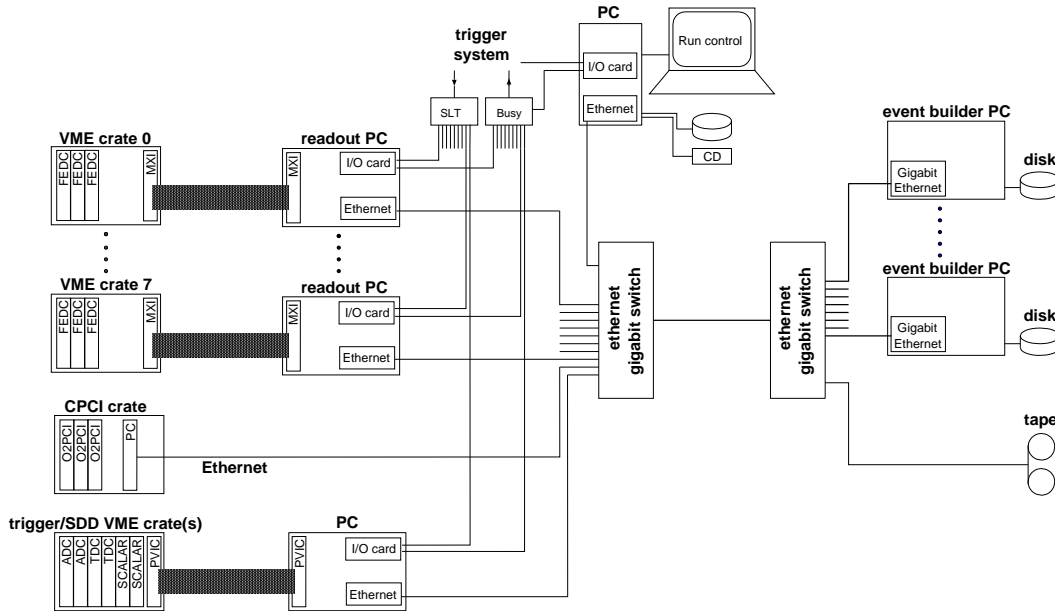 PC
trigger
system
I/O card
Run control
Ethernet
SLT
Busy
CD
VME crate 0
FEDC
FEDC
FEDC
MXI
readout PC
MXI
I/O card
Ethernet
event builder PC
Gigabit
Ethernet
disk
VME crate 7
FEDC
FEDC
FEDC
MXI
readout PC
MXI
I/O card
Ethernet
ethernet
gigabit switch
ethernet
gigabit switch
event builder PC
Gigabit
Ethernet
disk
CPCI crate
O2PCI
O2PCI
O2PCI
PC
Ethernet
tape
trigger/SDD VME crate(s)
ADC
ADC
TDC
TDC
SCALAR
SCALAR
PVIC
PC
PVIC
I/O card
Ethernet